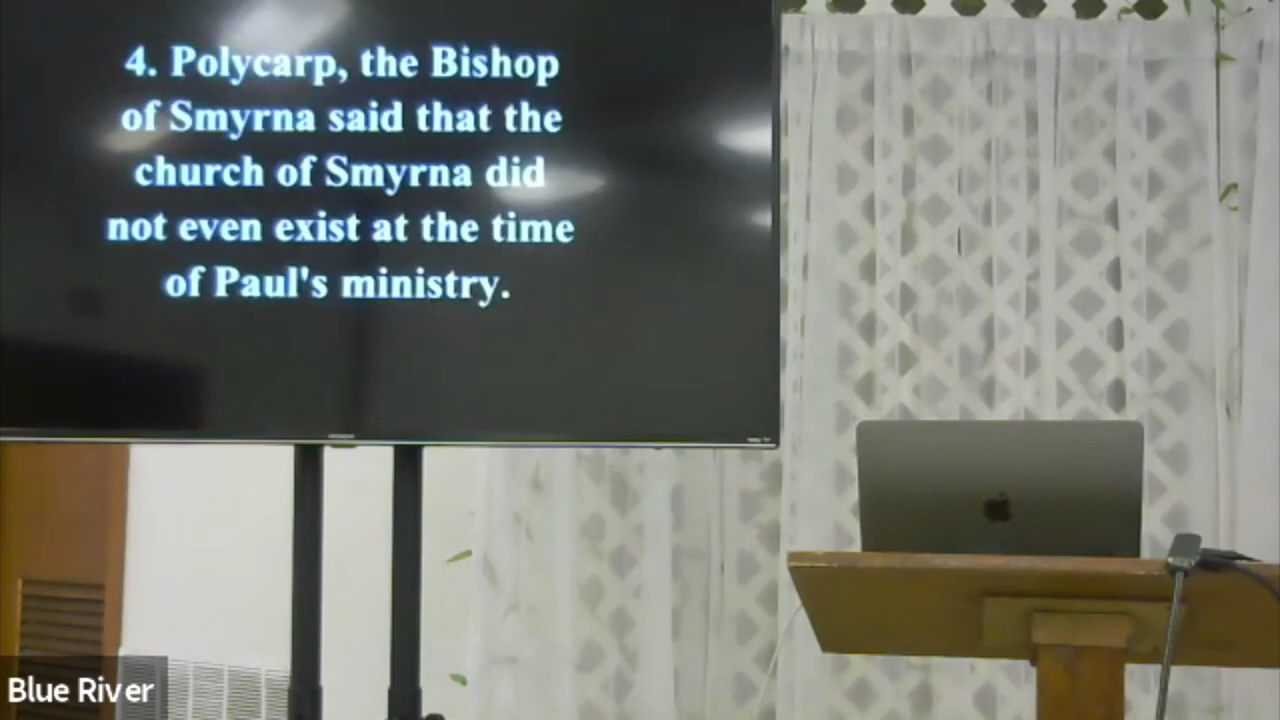 4. Polycarp, the Bishop
of Smyrna said that the
church of Smyrna did
not even exist at the time
of Paul's ministry.
Blue River